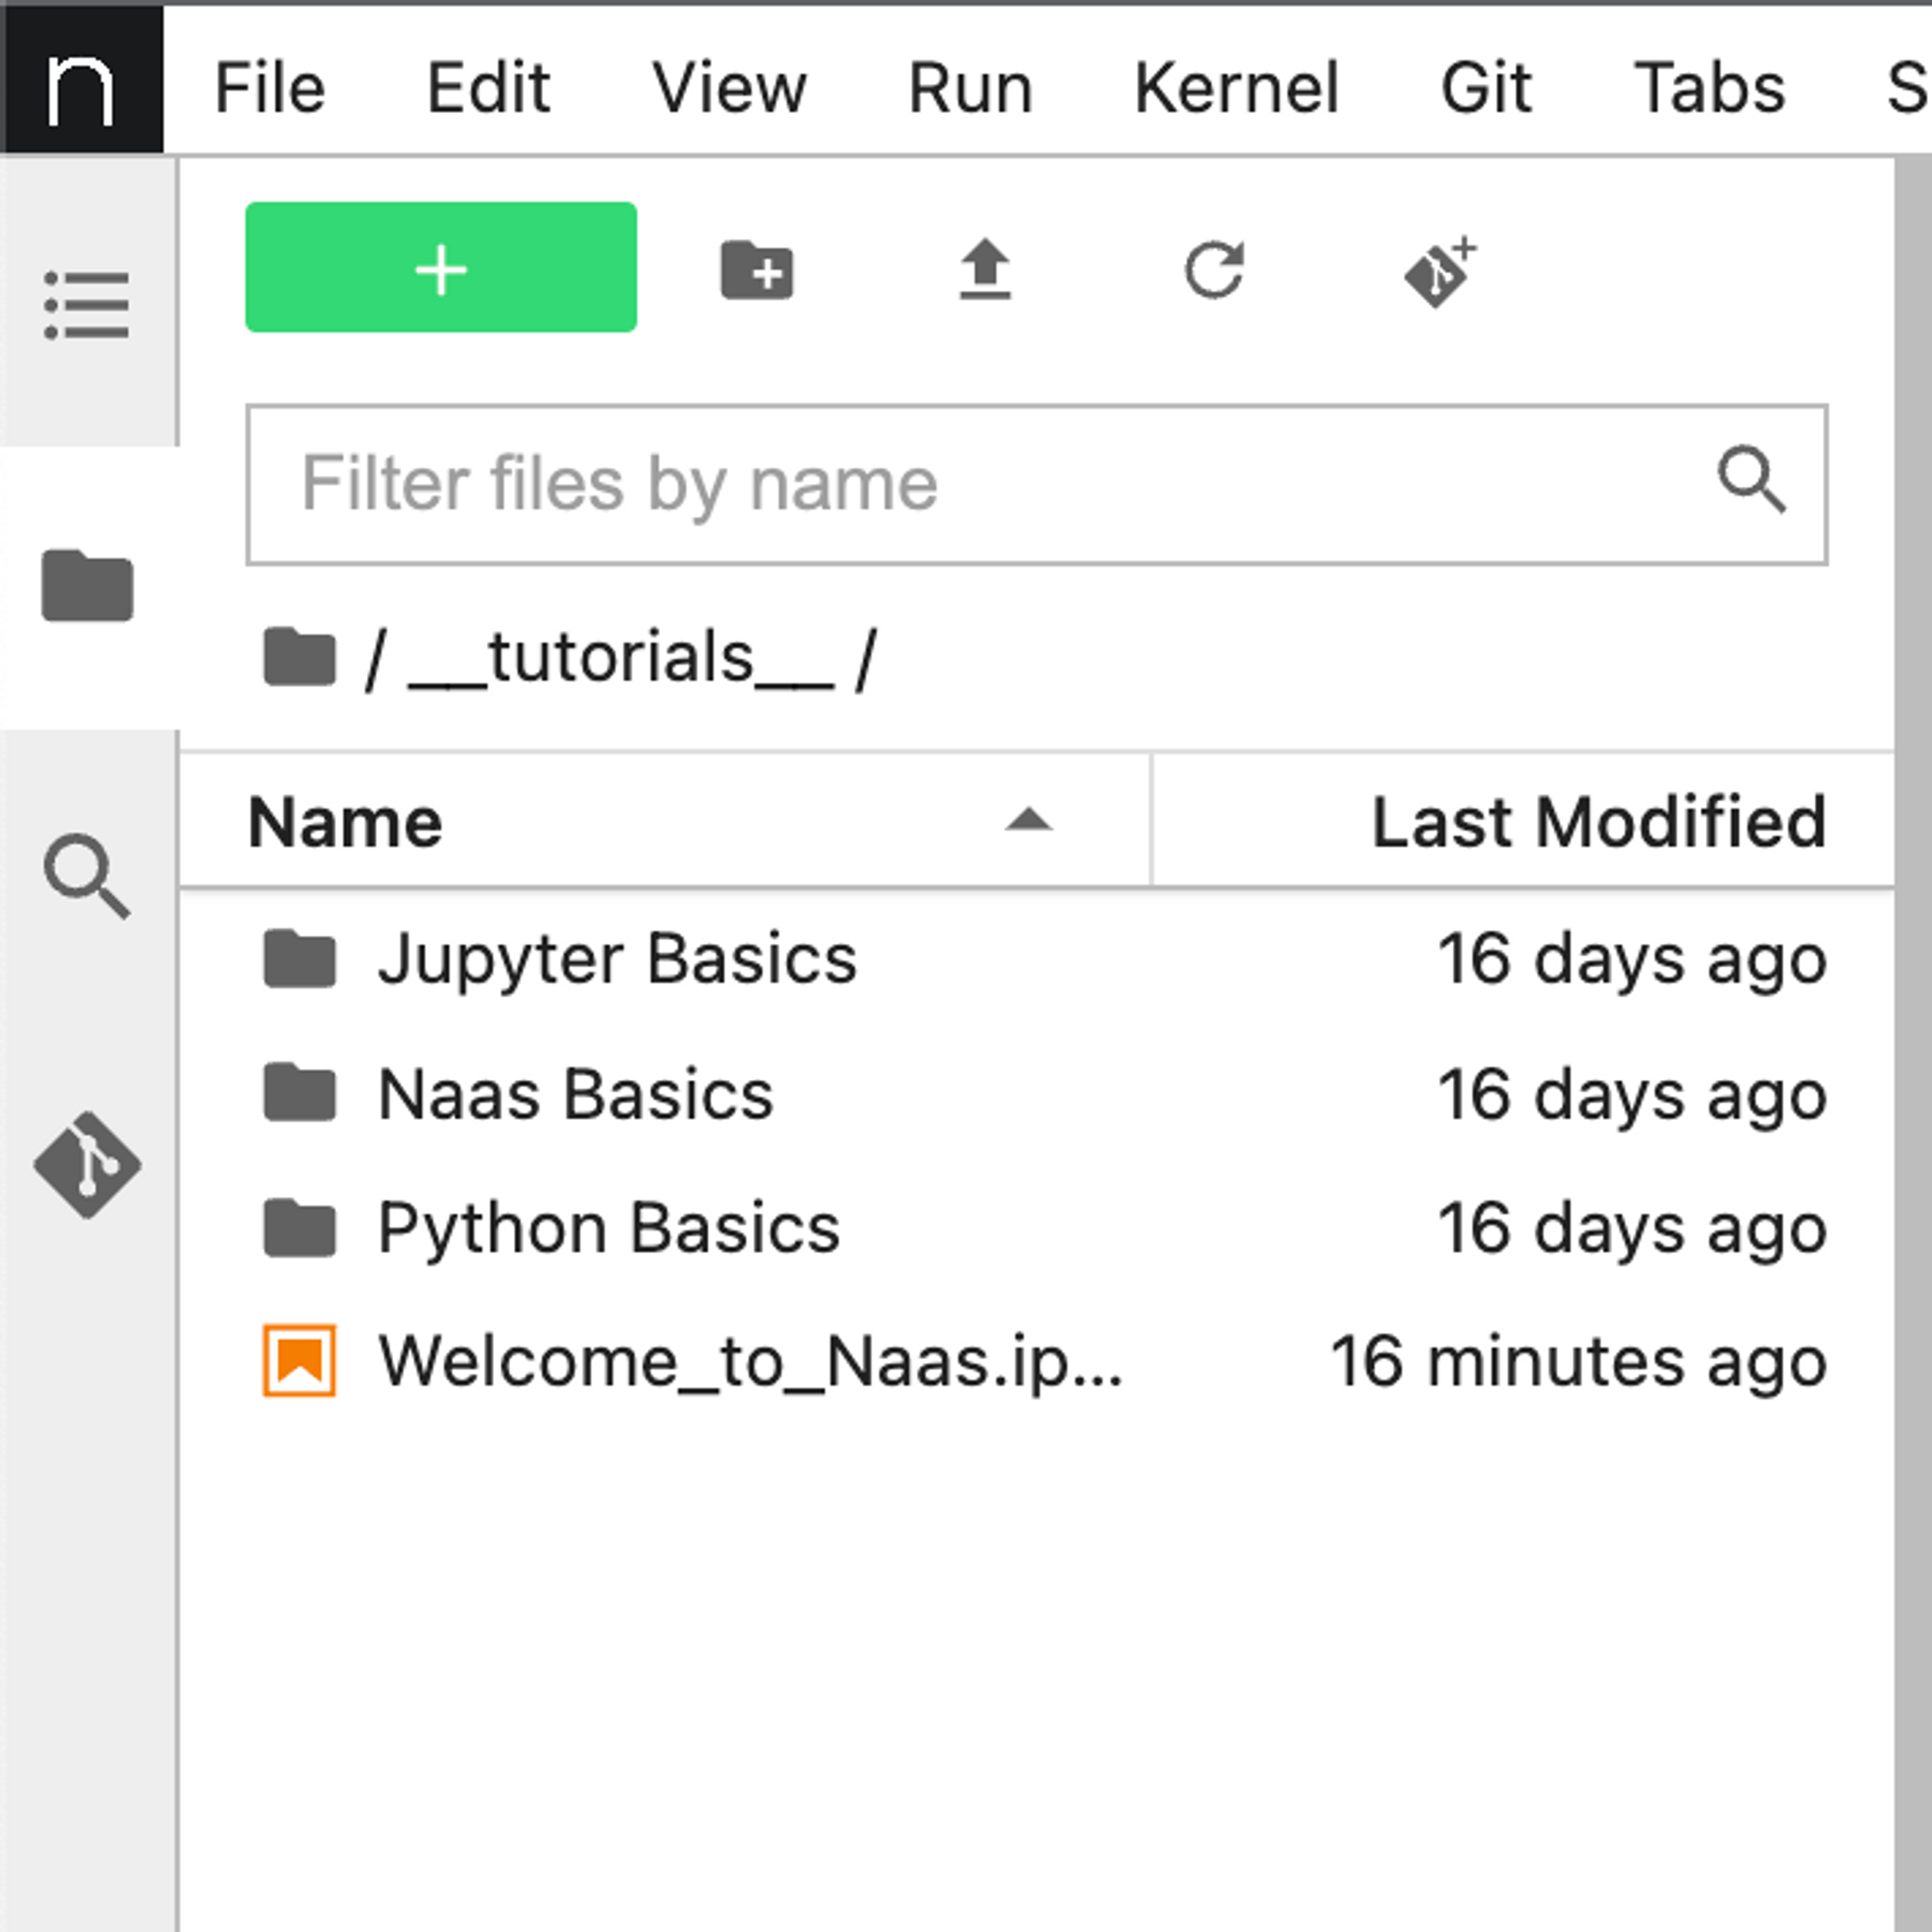 n File Edit View Run Kernel Git Tabs S
+
Filter files by name
/ __tutorials__ /
Name Last Modified
Jupyter Basics 16 days ago
Naas Basics 16 days ago
Python Basics 16 days ago
Welcome_to_Naas.ip... 16 minutes ago